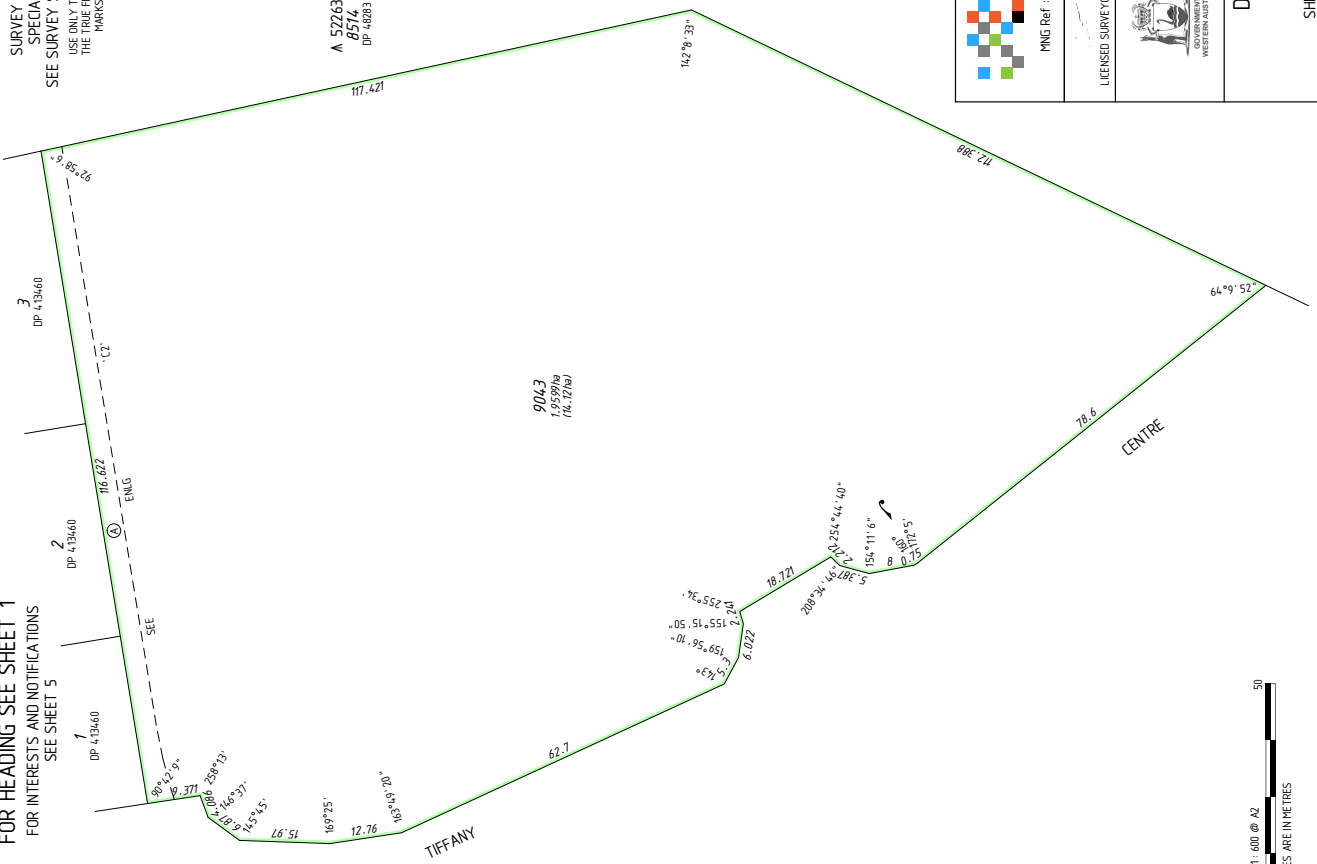 FOR HEADING SEE SHEET 1
FOR INTERESTS AND NOTIFICATIONS
SEE SHEET 5
SURVEY
SPECIA
SEE SURVEY S
USE ONLY T
THE TRUE F
MARKS
52263
8514
DP 48283
1
DP 413460
2
DP 413460
3
DP 413460
116.622
A
SEE
ENLG
'C2'
92°58'6"
117.421
142°8'33"
112.388
64°9'52"
9043
1.9599ha
(14.12ha)
78.6
CENTRE
90°42'9"
9.371
258°13'
4.086
146°37'
6.87
145°45'
15.97
169°25'
12.76
163°49'20"
TIFFANY
62.7
143°
5.3
159°56'10"
6.022
155°15'50"
2.241
255°34'
18.721
2.212
254°44'40"
208°34'46"
5.387
154°11'6"
8
160°
0.75
172°5'
MNG Ref :
LICENSED SURVEYO
GOVERNMENT
WESTERN AUST
D
SH
1 : 600 @ A2
50
ES ARE IN METRES